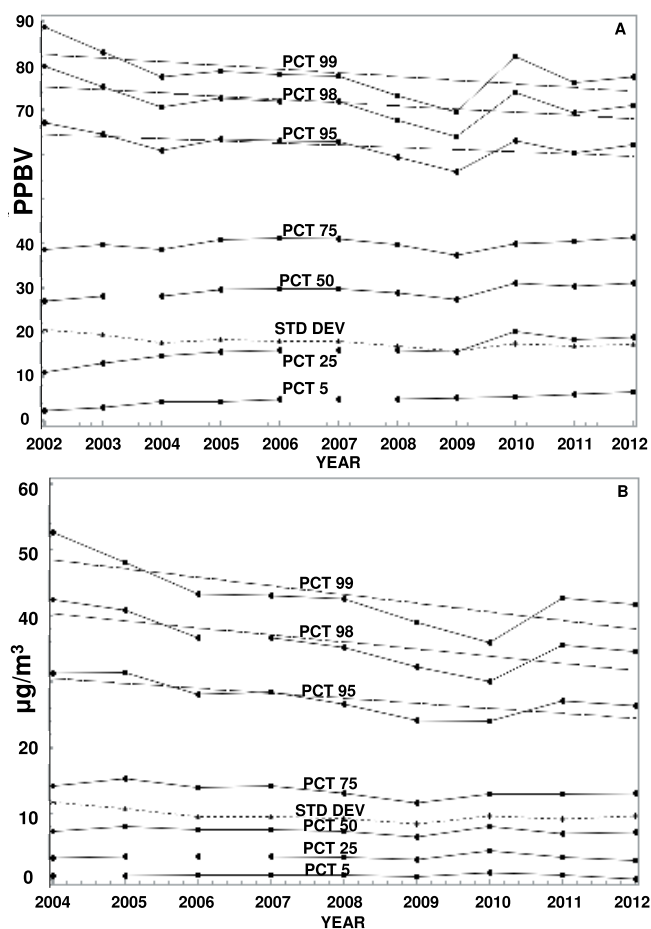 90
A
PCT 99
80
PCT 98
70
PCT 95
PPBV
PCT 75
40
PCT 50
30
STD DEV
20
PCT 25
10
PCT 5
0
2002 2003 2004 2005 2006 2007 2008 2009 2010 2011 2012
YEAR
60
B
50
PCT 99
40
PCT 98
µg/m³
PCT 95
20
PCT 75
STD DEV
10
PCT 50
PCT 25
PCT 5
0
2004 2005 2006 2007 2008 2009 2010 2011 2012
YEAR